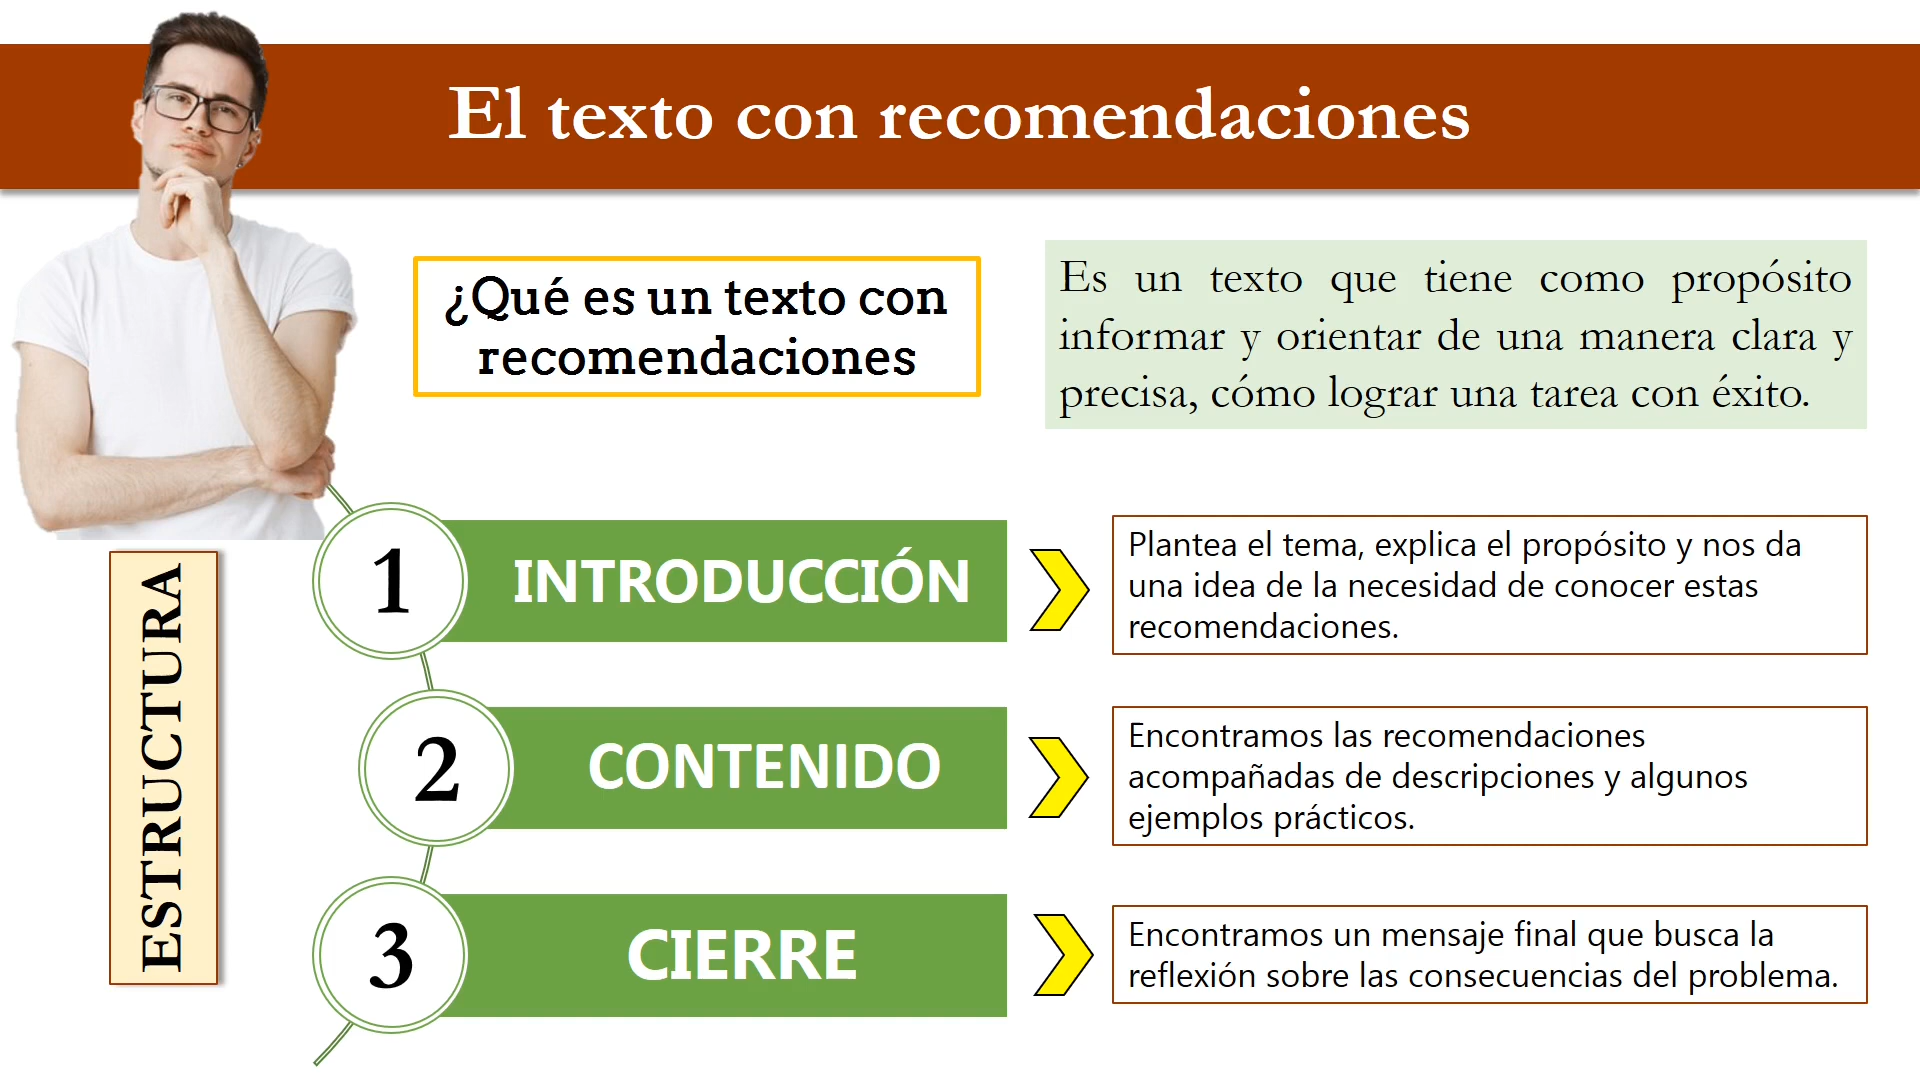 El texto con recomendaciones
¿Qué es un texto con
recomendaciones
Es un texto que tiene como propósito
informar y orientar de una manera clara y
precisa, cómo lograr una tarea con éxito.
ESTRUCTURA
1
INTRODUCCIÓN
Plantea el tema, explica el propósito y nos da
una idea de la necesidad de conocer estas
recomendaciones.
2
CONTENIDO
Encontramos las recomendaciones
acompañadas de descripciones y algunos
ejemplos prácticos.
3
CIERRE
Encontramos un mensaje final que busca la
reflexión sobre las consecuencias del problema.